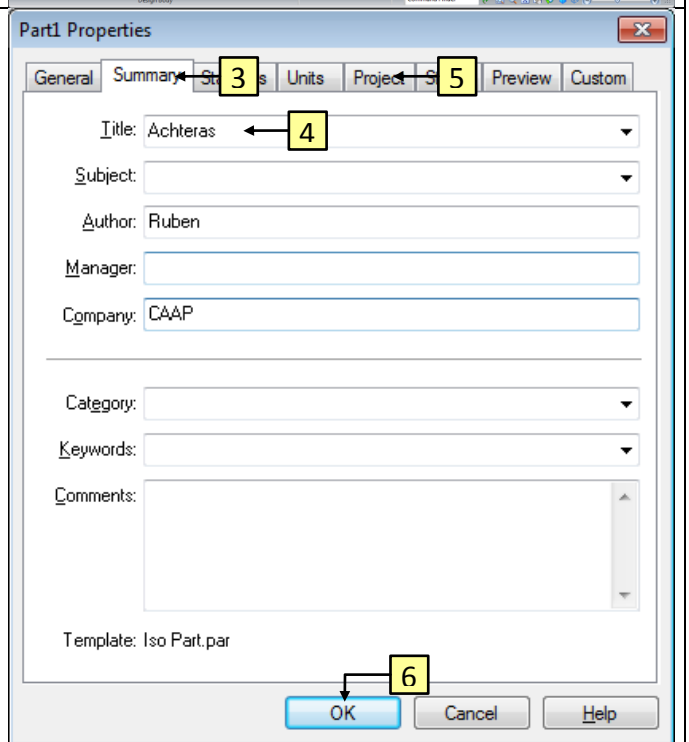 Part1 Properties
General Summary 3 Units Project 5 Preview Custom
Title: Achteras 4
Subject:
Author: Ruben
Manager:
Company: CAAP
Category:
Keywords:
Comments:
Template: Iso Part.par
6
OK Cancel Help